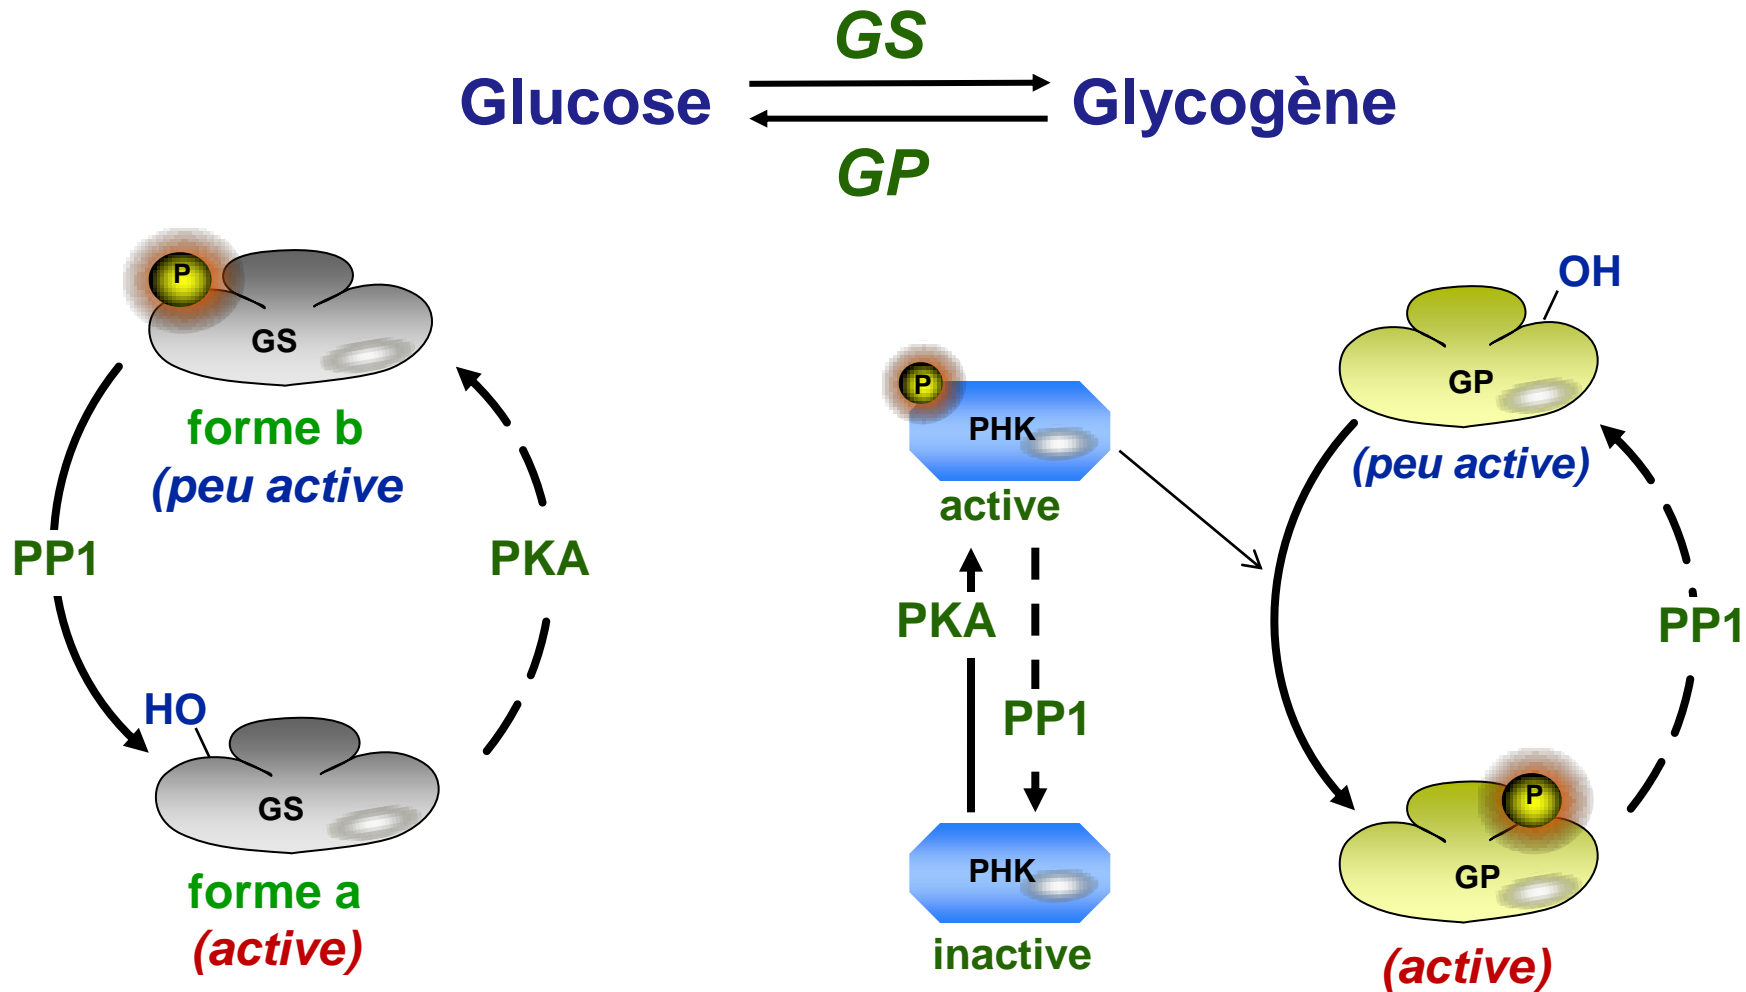 GS
Glucose
Glycogène
GP
P
GS
forme b
(peu active
PP1
PKA
HO
GS
forme a
(active)
P
PHK
active
PKA
PP1
PHK
inactive
OH
GP
(peu active)
PP1
P
GP
(active)